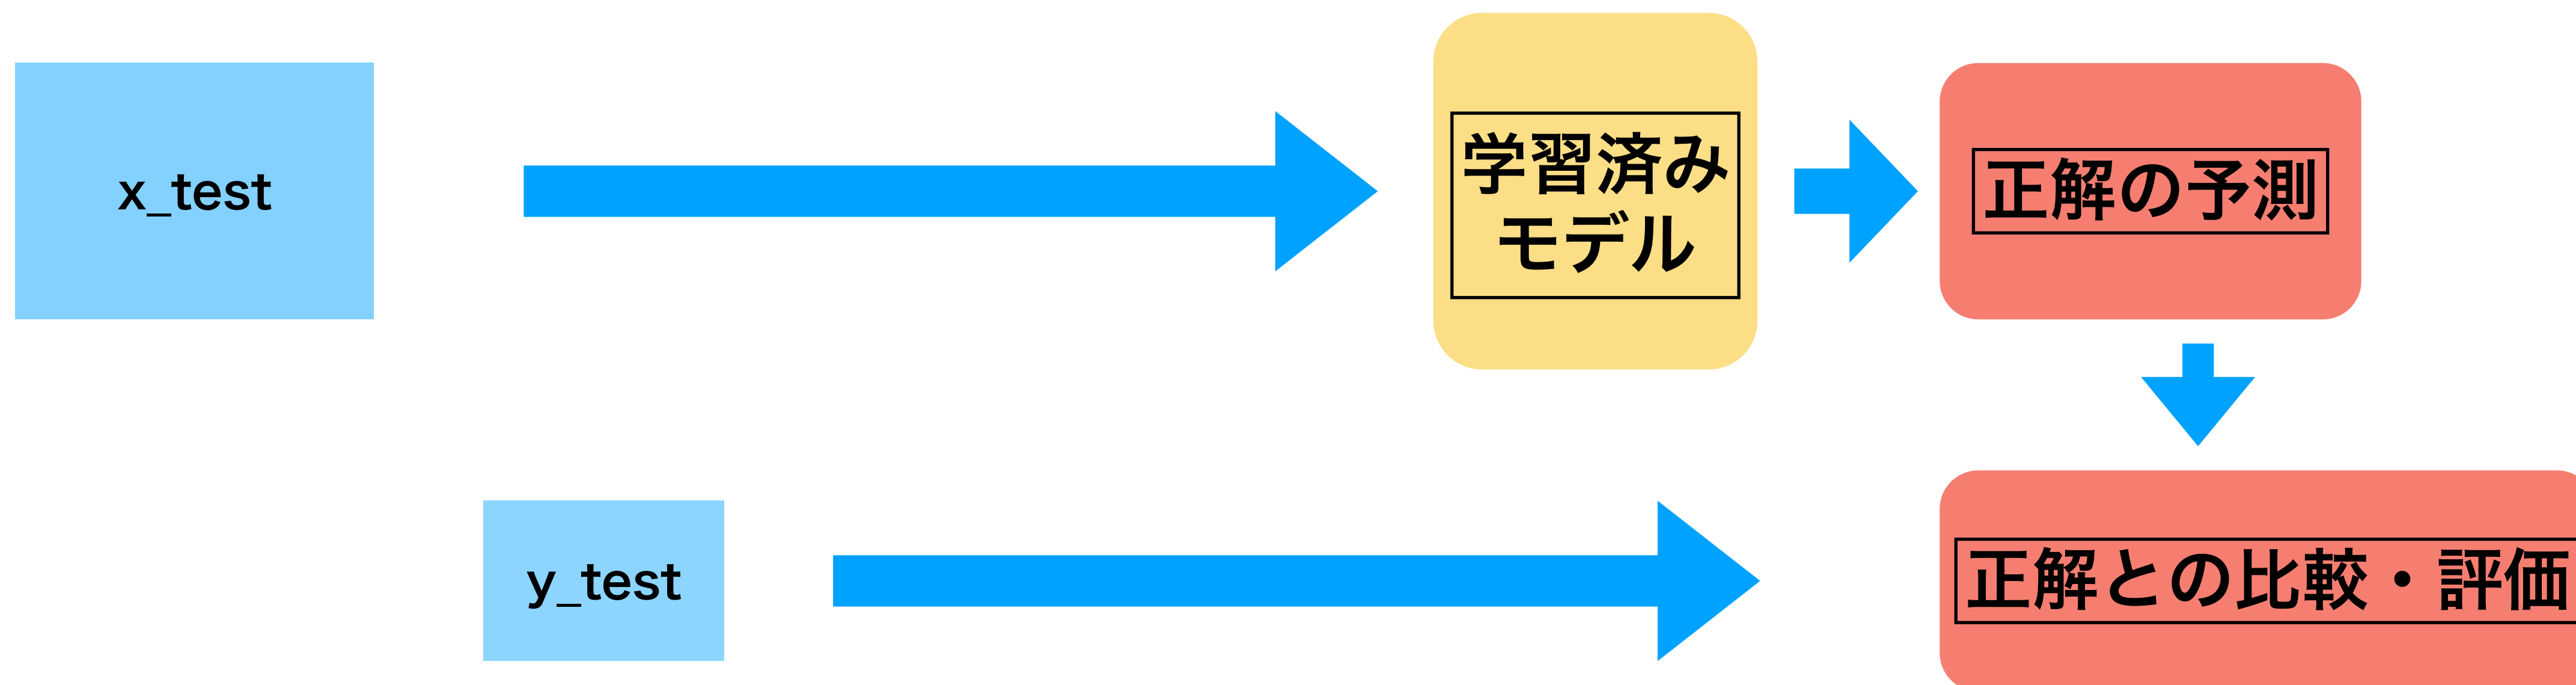 x_test
学習済み
モデル
正解の予測
y_test
正解との比較・評価